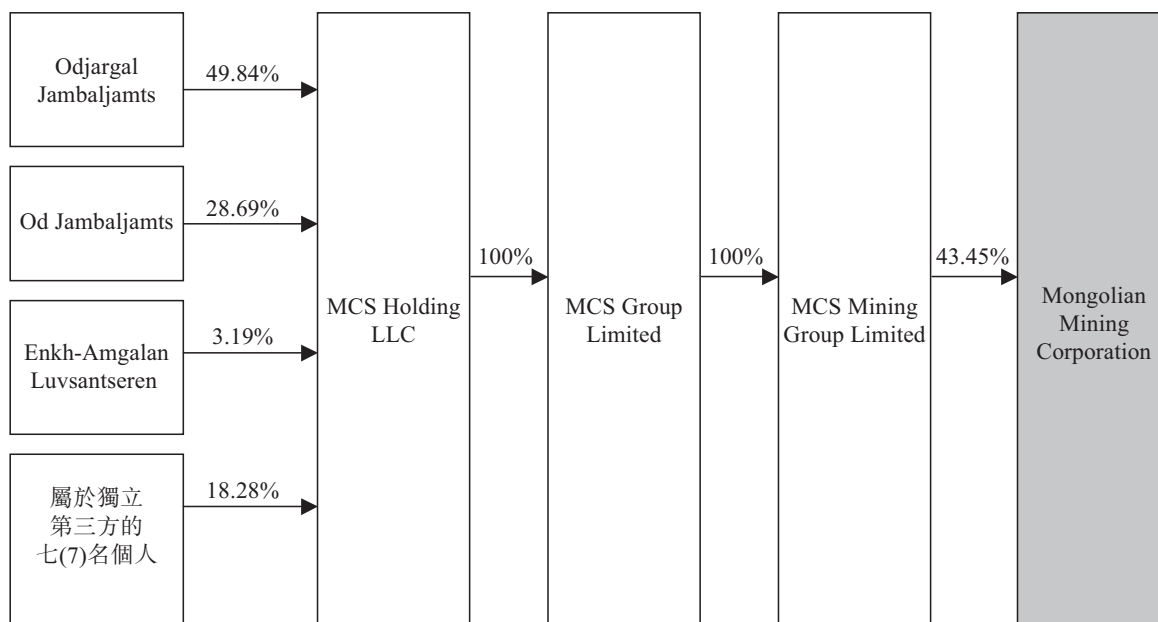 Odjargal
Jambaljamts
49.84%
Od Jambaljamts
28.69%
Enkh-Amgalan
Luvsantseren
3.19%
屬於獨立
第三方的
七(7)名個人
18.28%
MCS Holding
LLC
100%
MCS Group
Limited
100%
MCS Mining
Group Limited
43.45%
Mongolian
Mining
Corporation